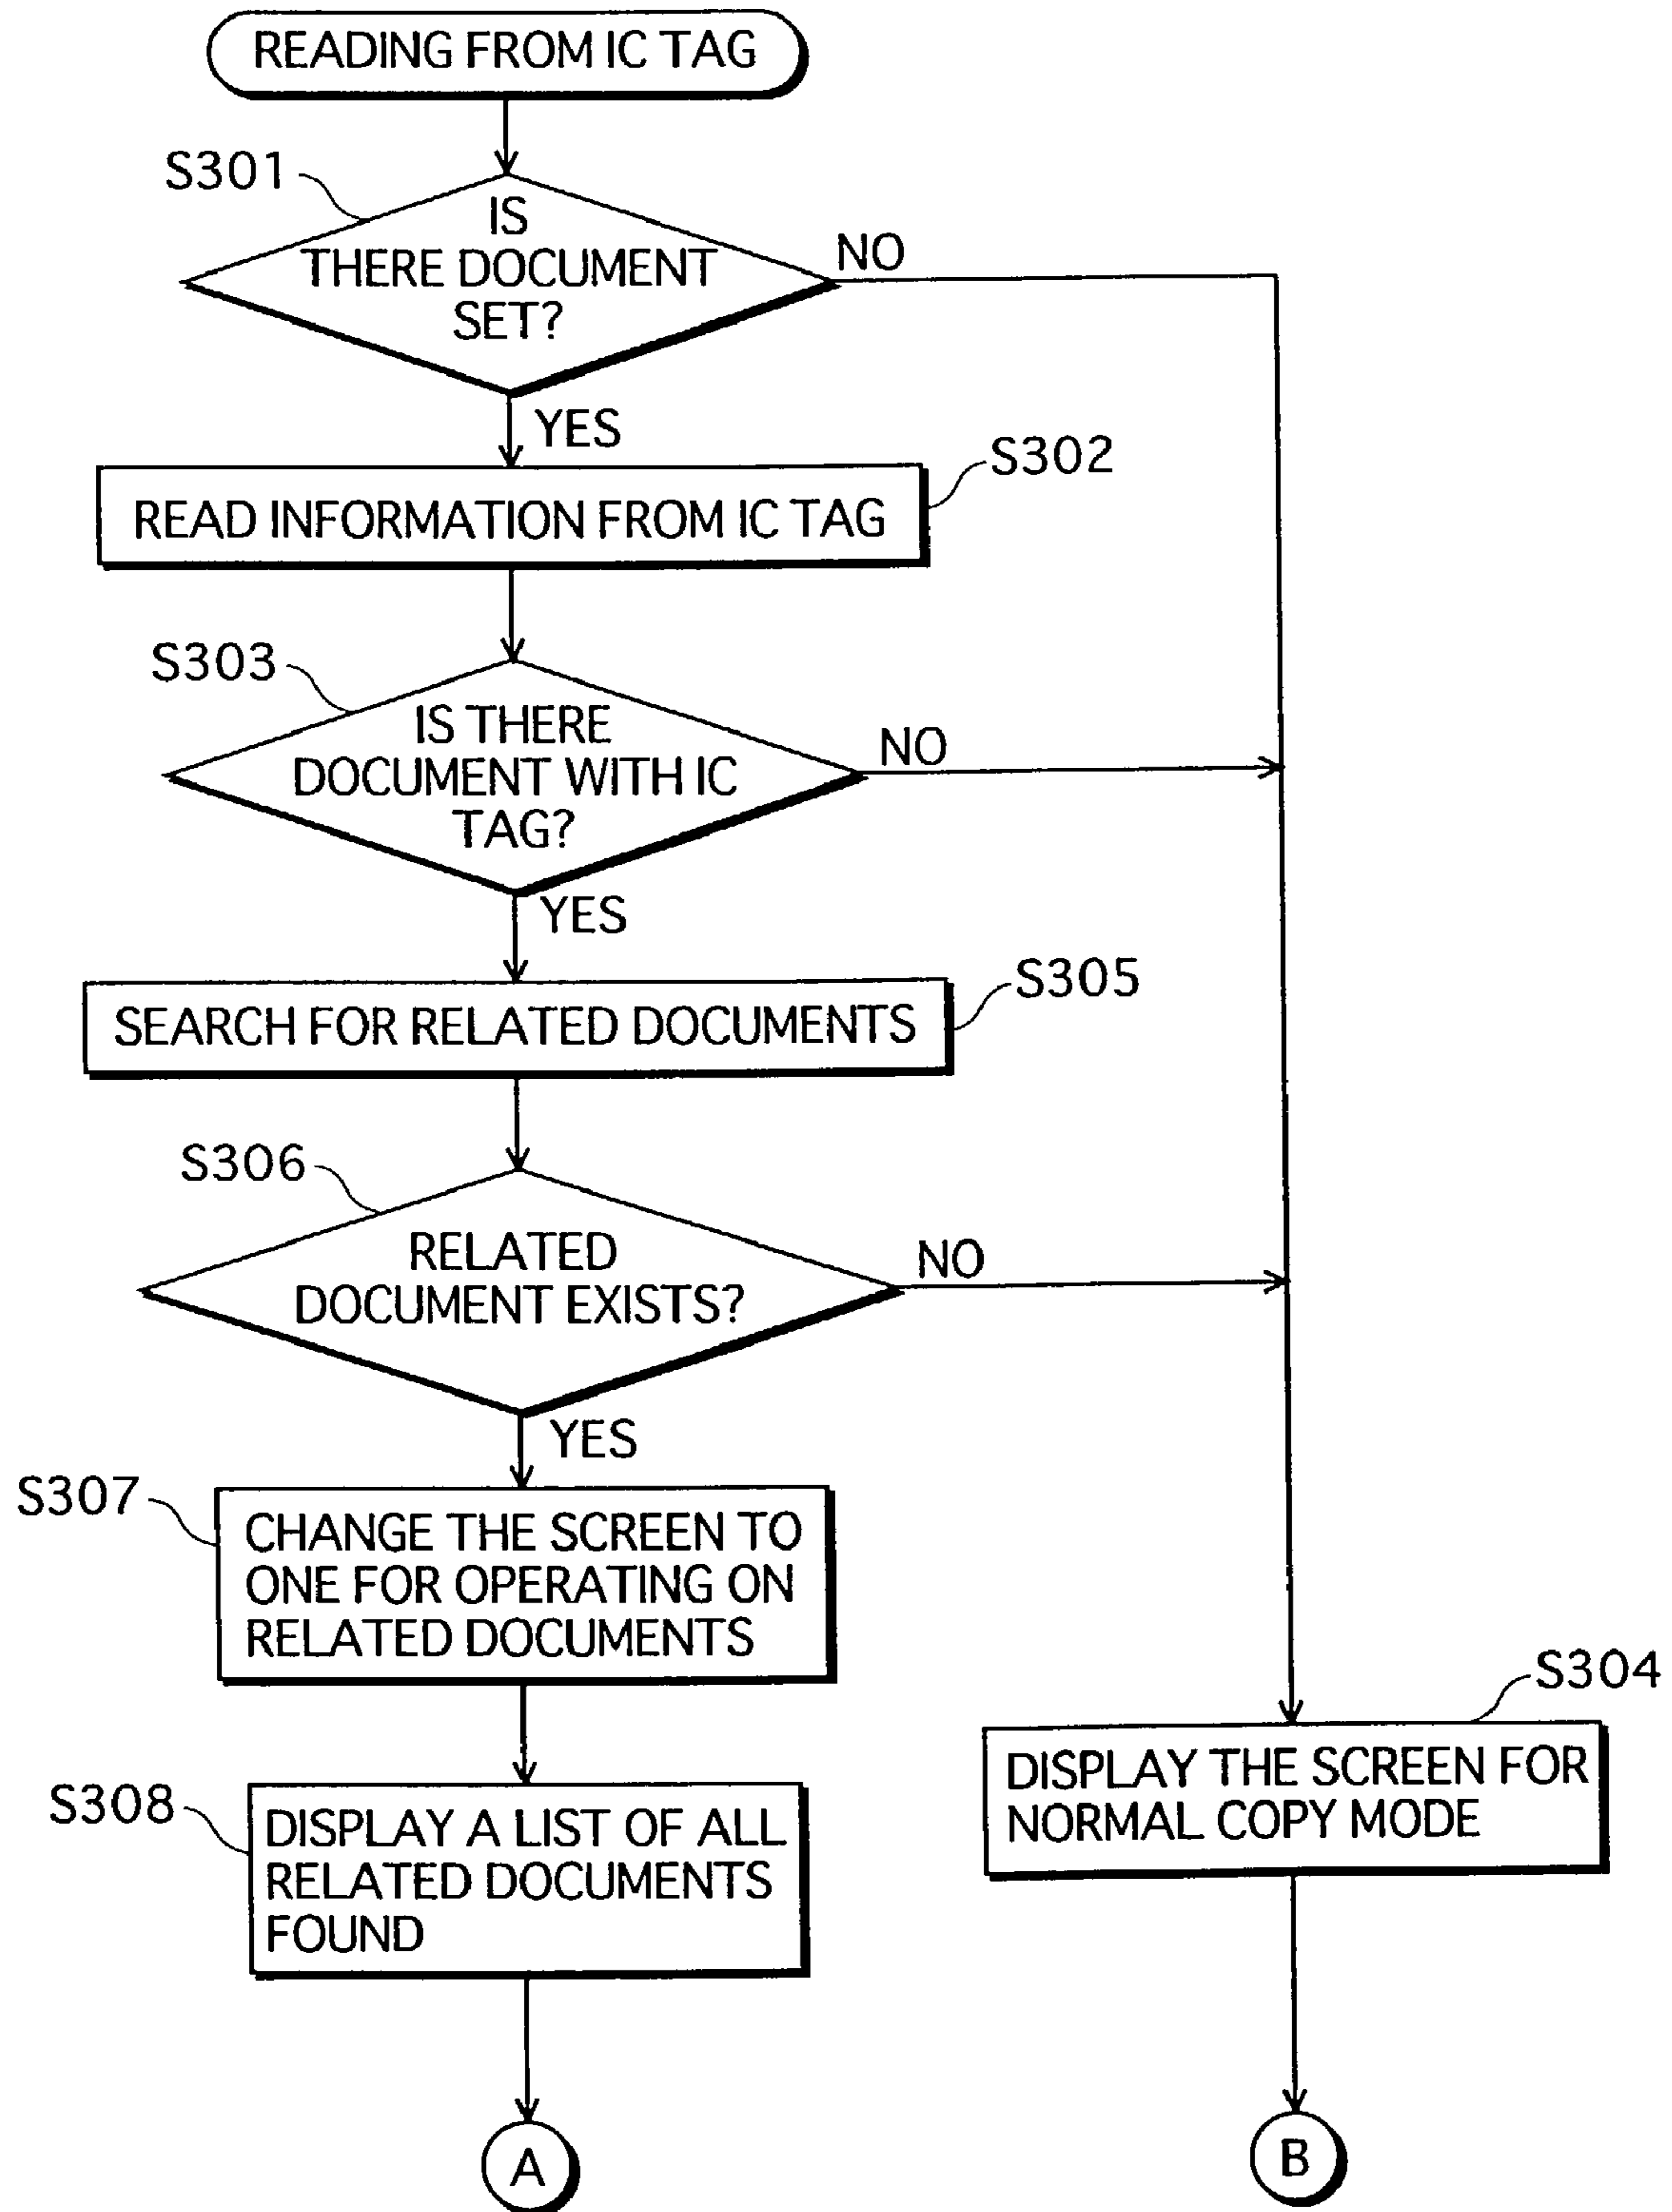 READING FROM IC TAG
S301
IS
THERE DOCUMENT
SET?
NO
YES
S302
READ INFORMATION FROM IC TAG
S303
IS THERE
DOCUMENT WITH IC
TAG?
NO
YES
S305
SEARCH FOR RELATED DOCUMENTS
S306
RELATED
DOCUMENT EXISTS?
NO
YES
S307
CHANGE THE SCREEN TO
ONE FOR OPERATING ON
RELATED DOCUMENTS
S304
DISPLAY THE SCREEN FOR
NORMAL COPY MODE
S308
DISPLAY A LIST OF ALL
RELATED DOCUMENTS
FOUND
A
B